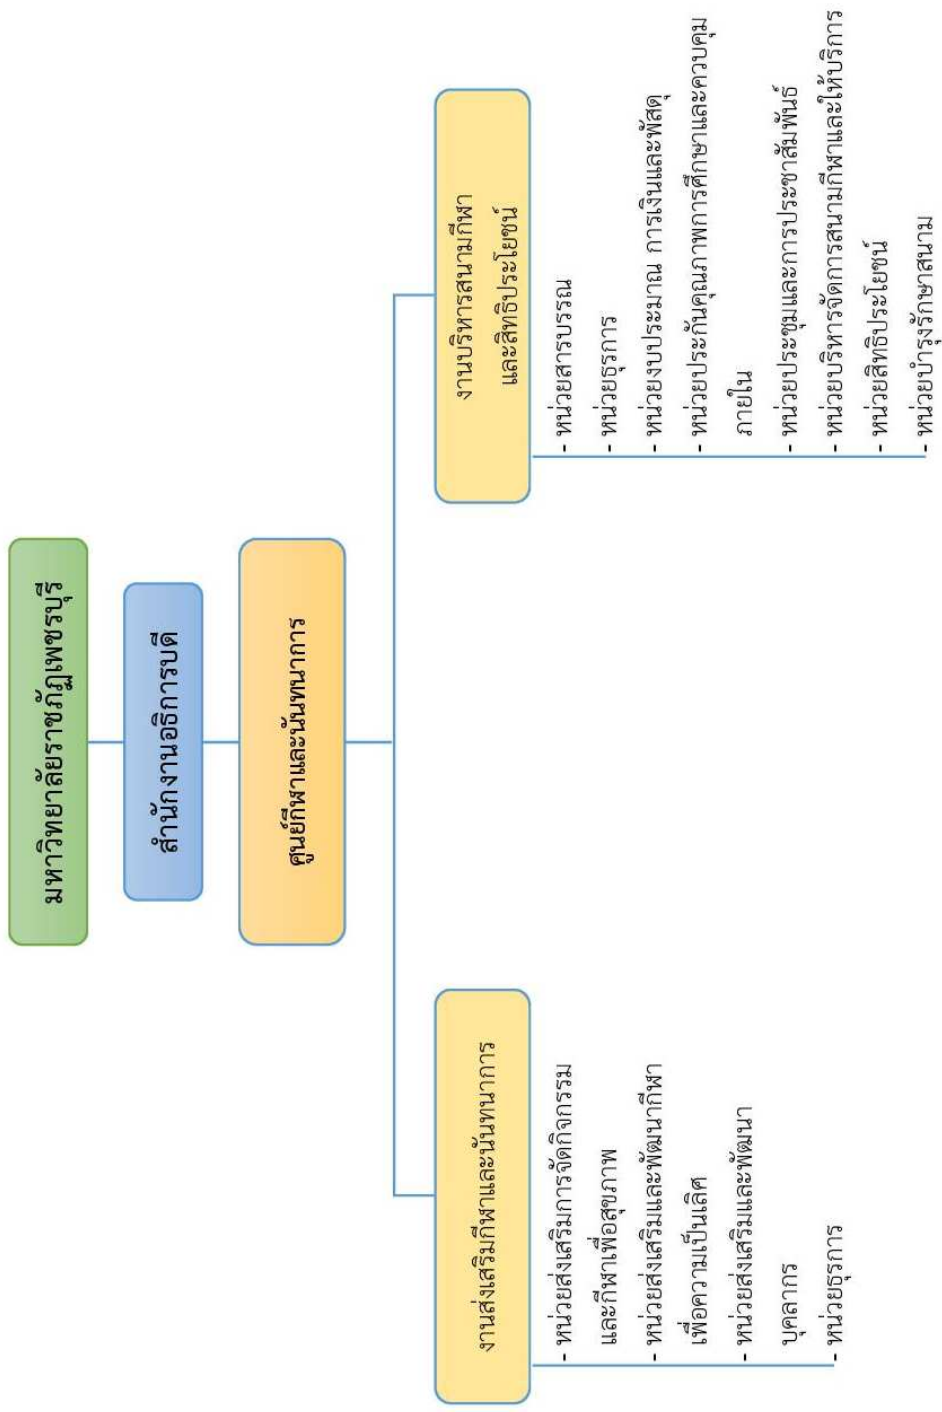 มหาวิทยาลัยราชภัฏเพชรบุรี
สำนักงานอธิการบดี
ศูนย์กีฬาและนันทนาการ
งานส่งเสริมกีฬาและนันทนาการ
- หน่วยส่งเสริมการจัดกิจกรรม
และกีฬาเพื่อสุขภาพ
- หน่วยส่งเสริมและพัฒนากีฬา
เพื่อความเป็นเลิศ
- หน่วยส่งเสริมและพัฒนา
บุคลากร
- หน่วยธุรการ
งานบริหารสนามกีฬา
และสิทธิประโยชน์
- หน่วยสารบรรณ
- หน่วยธุรการ
- หน่วยงบประมาณ การเงินและพัสดุ
- หน่วยประกันคุณภาพการศึกษาและควบคุม
ภายใน
- หน่วยประชุมและการประชาสัมพันธ์
- หน่วยบริหารจัดการสนามกีฬาและให้บริการ
- หน่วยสิทธิประโยชน์
- หน่วยบำรุงรักษาสนาม